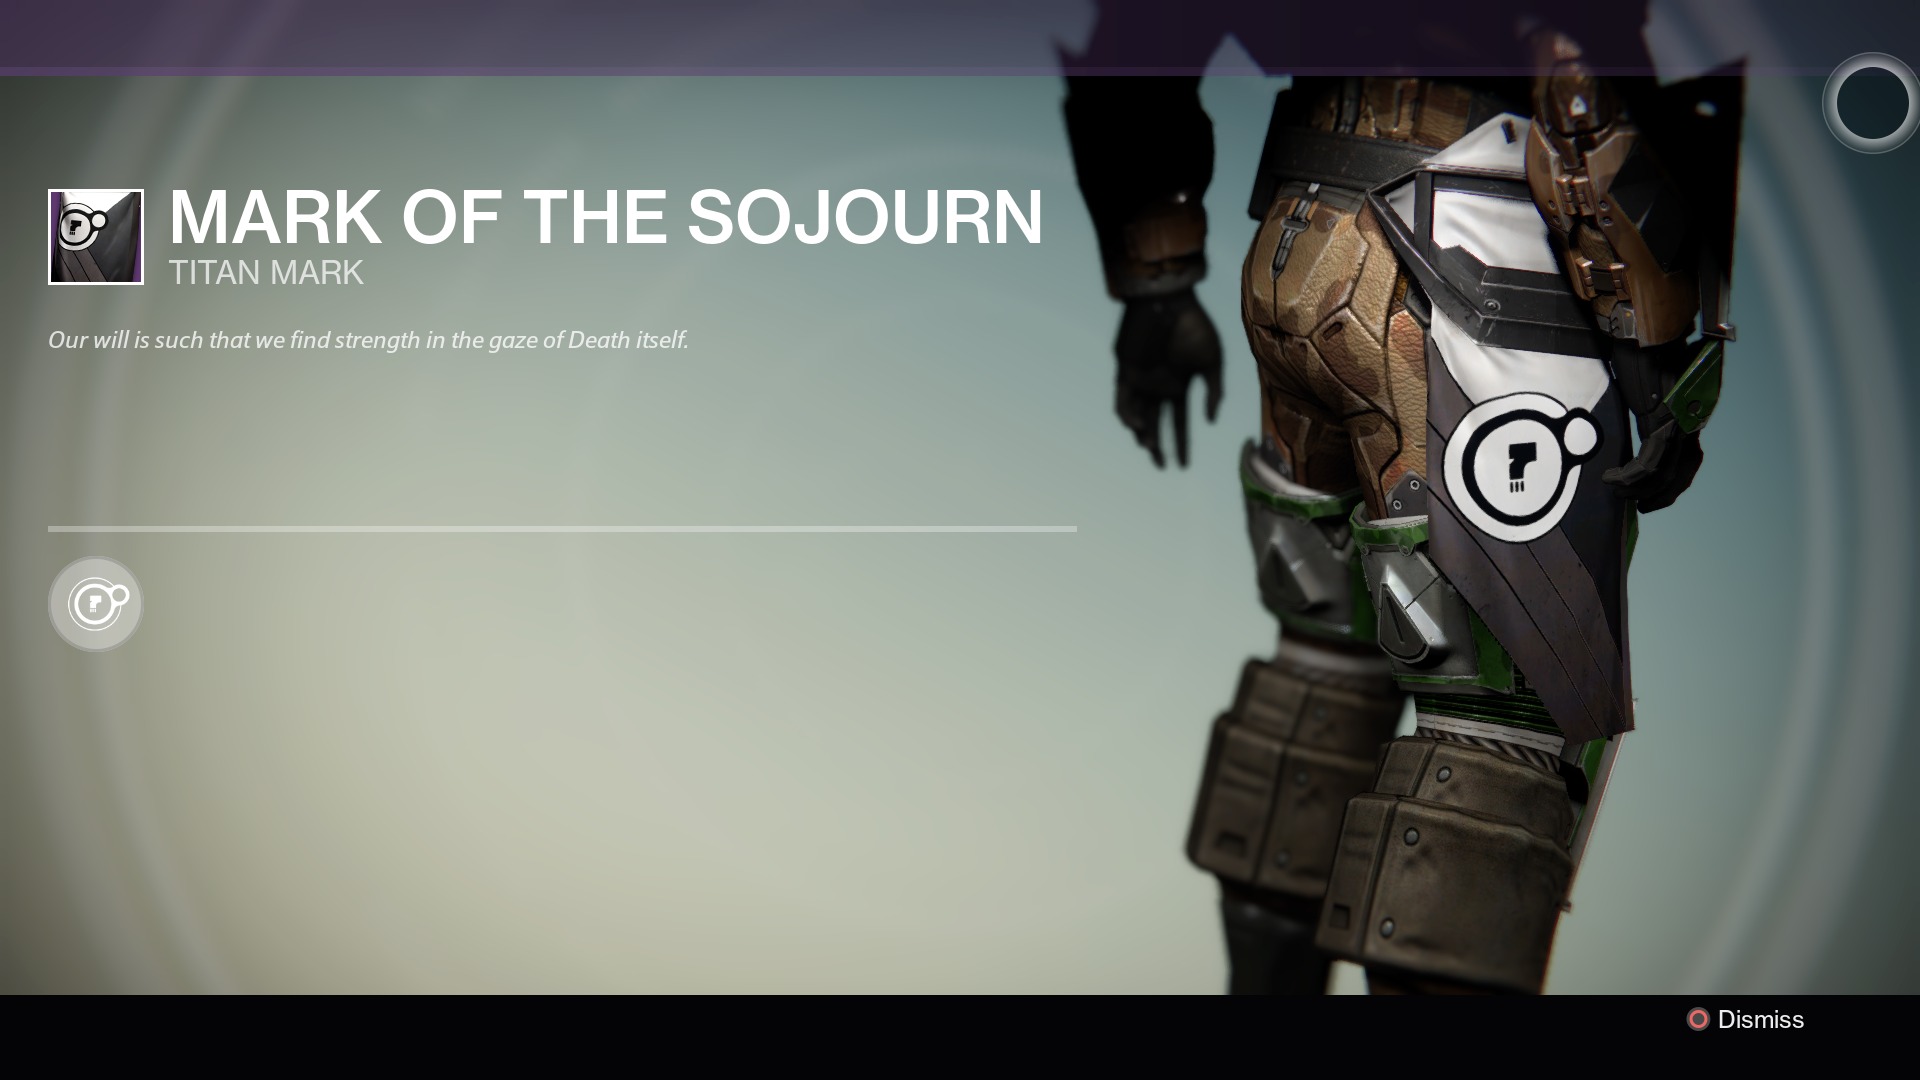 MARK OF THE SOJOURN
TITAN MARK
Our will is such that we find strength in the gaze of Death itself.
Dismiss